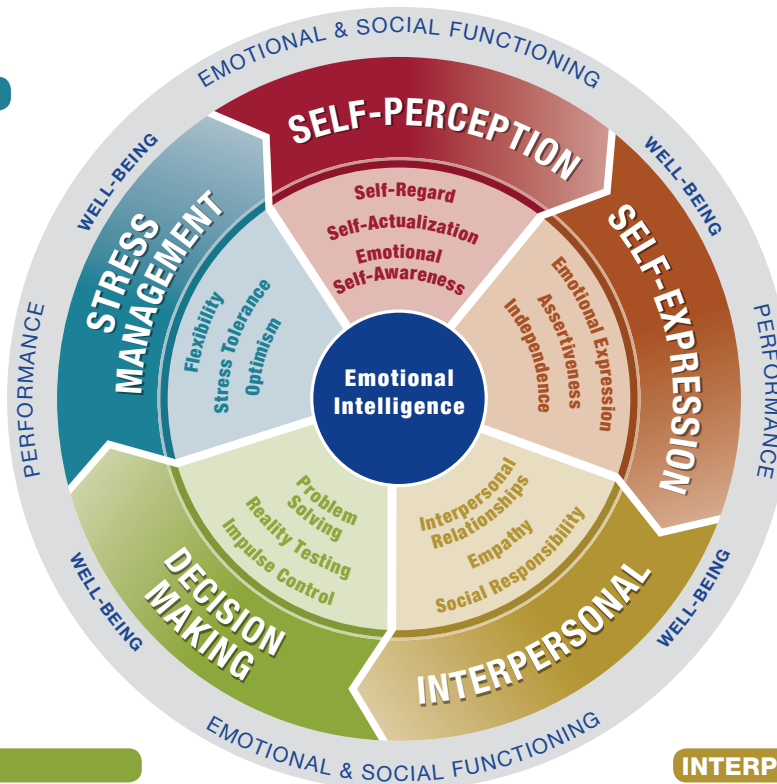 EMOTIONAL & SOCIAL FUNCTIONING
WELL-BEING
WELL-BEING
PERFORMANCE
PERFORMANCE
SELF-PERCEPTION
Self-Regard
Self-Actualization
Emotional
Self-Awareness
SELF-EXPRESSION
Emotional Expression
Assertiveness
Independence
STRESS
MANAGEMENT
Flexibility
Stress Tolerance
Optimism
Emotional
Intelligence
INTERPERSONAL
Interpersonal
Relationships
Empathy
Social Responsibility
DECISION
MAKING
Problem
Solving
Reality Testing
Impulse Control
WELL-BEING
WELL-BEING
EMOTIONAL & SOCIAL FUNCTIONING
INTERP